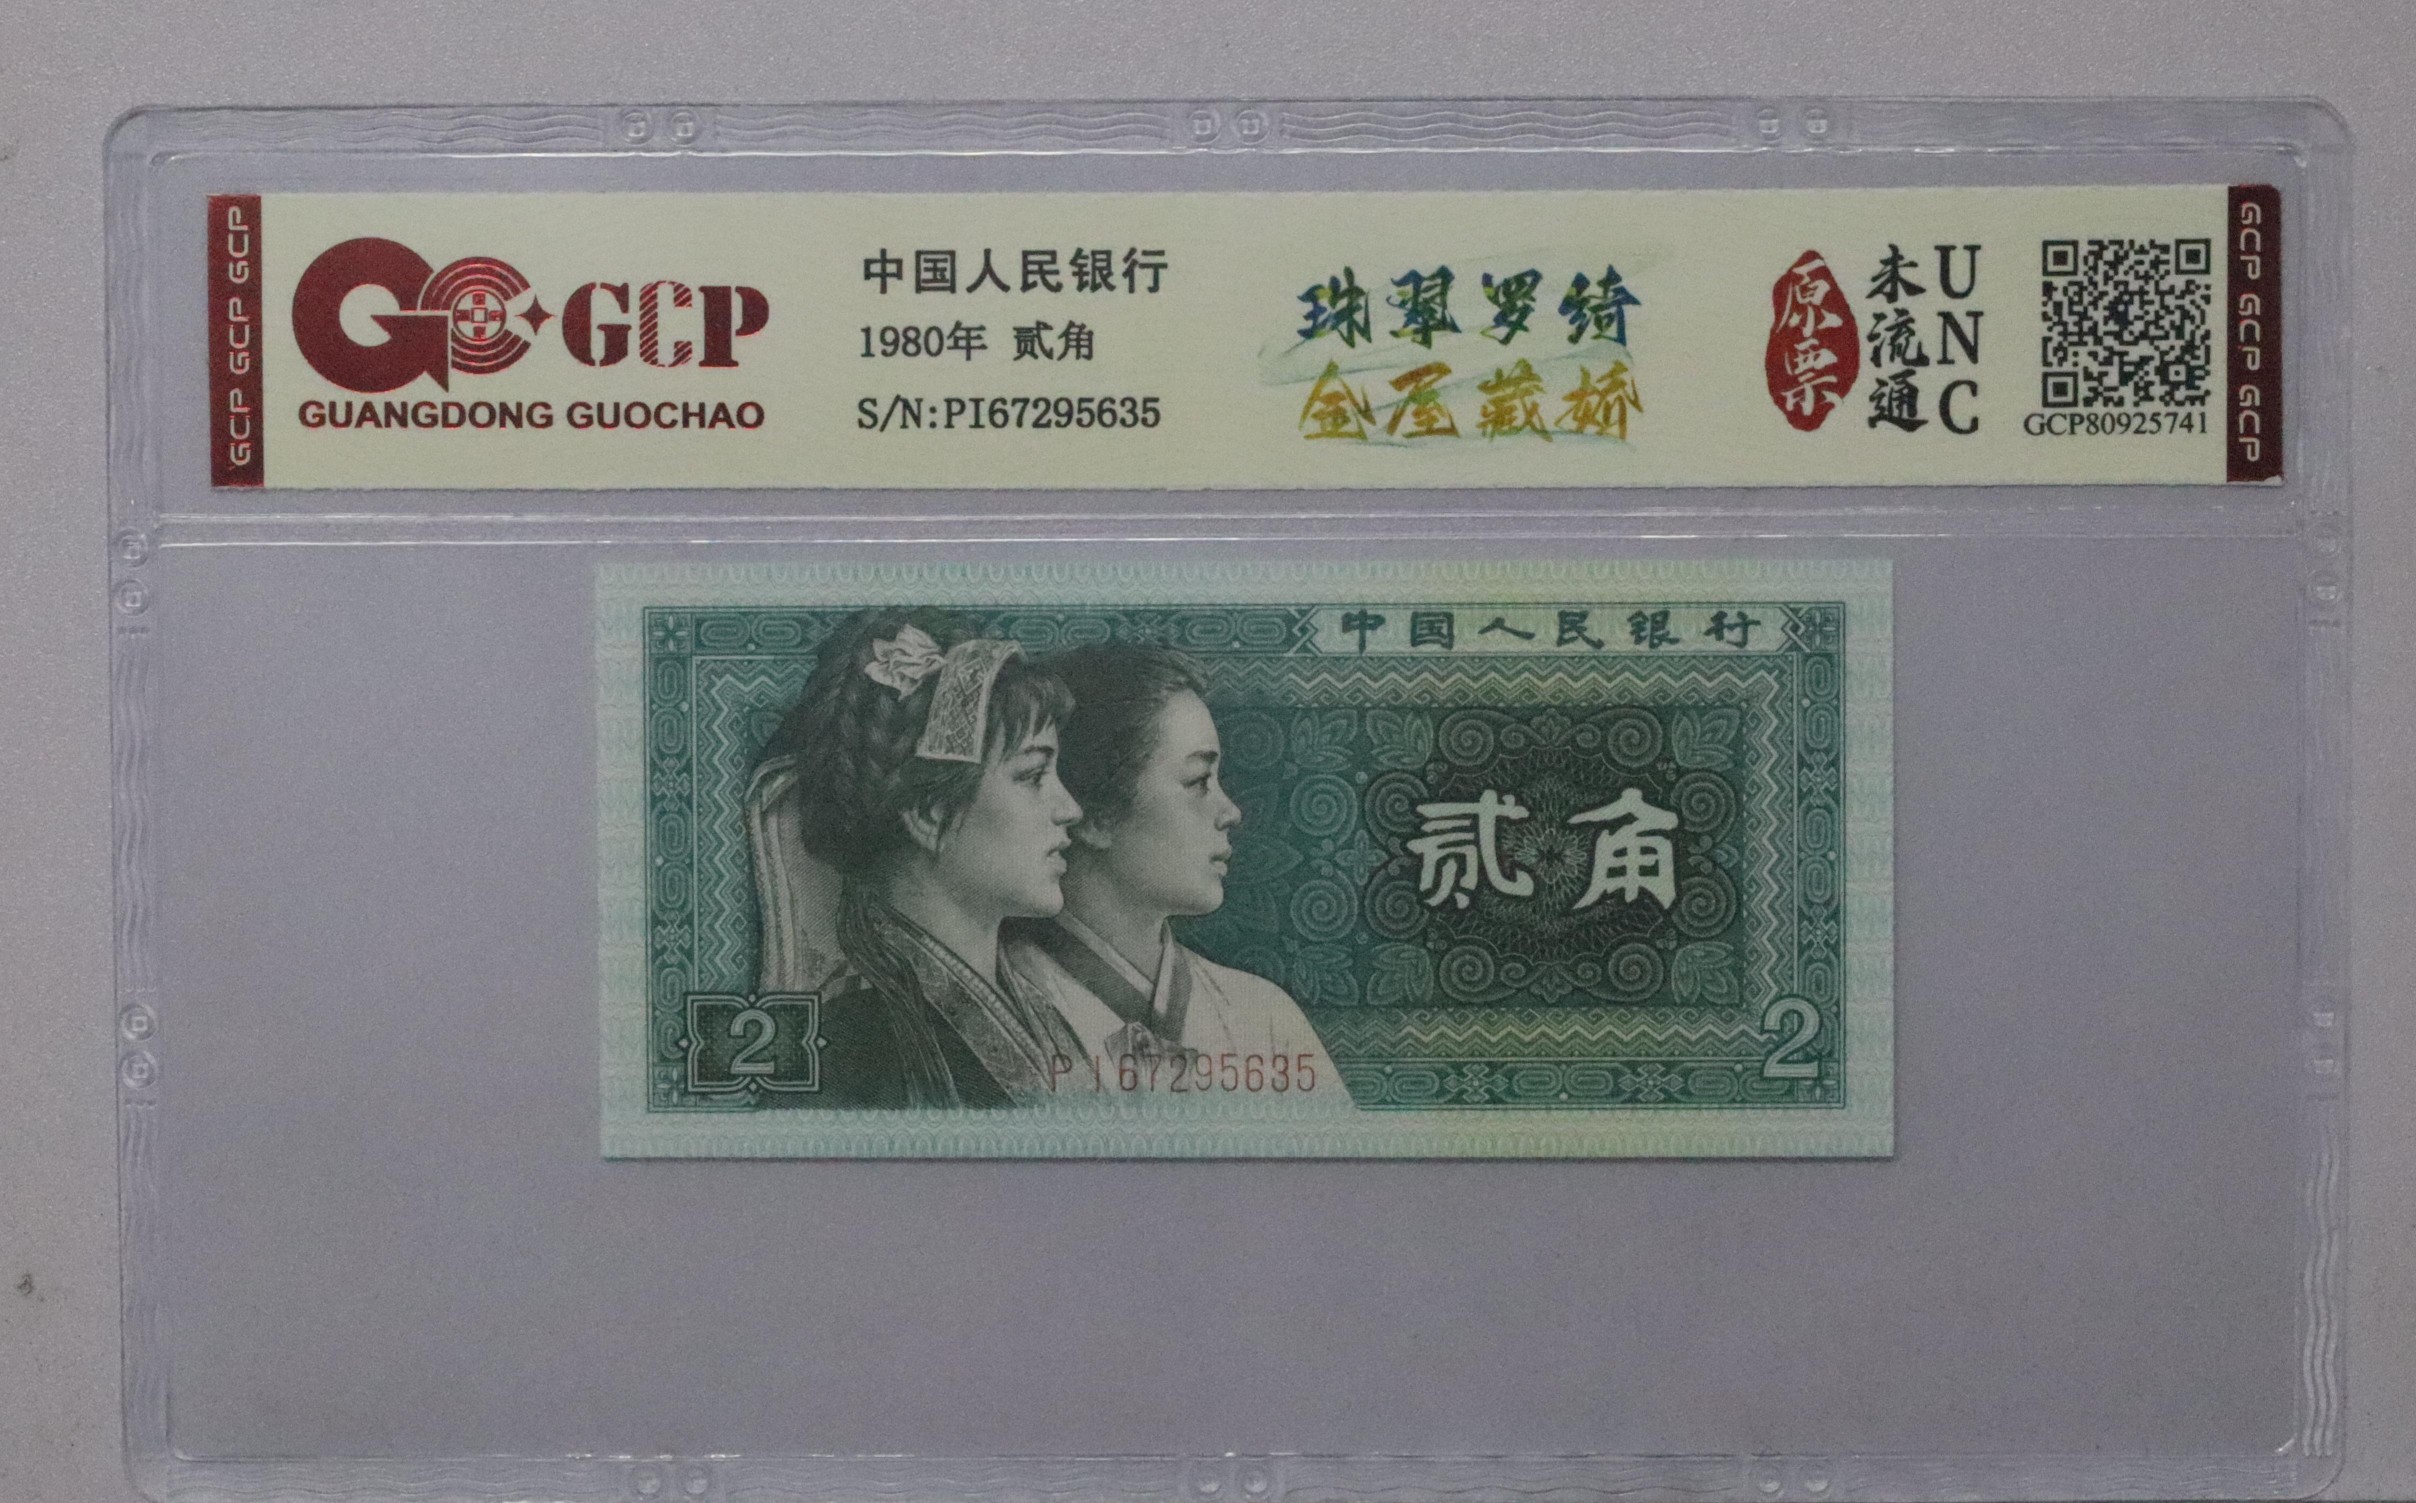 GCP GCP GCP
GCP
GUANGDONG GUOCHAO
中国人民银行
1980年 贰角
S/N:PI67295635
珠翠罗绮
金屋藏娇
原票
未流通
UNC
GCP80925741
GCP GCP GCP
中国人民银行
贰角
2
2
PI67295635